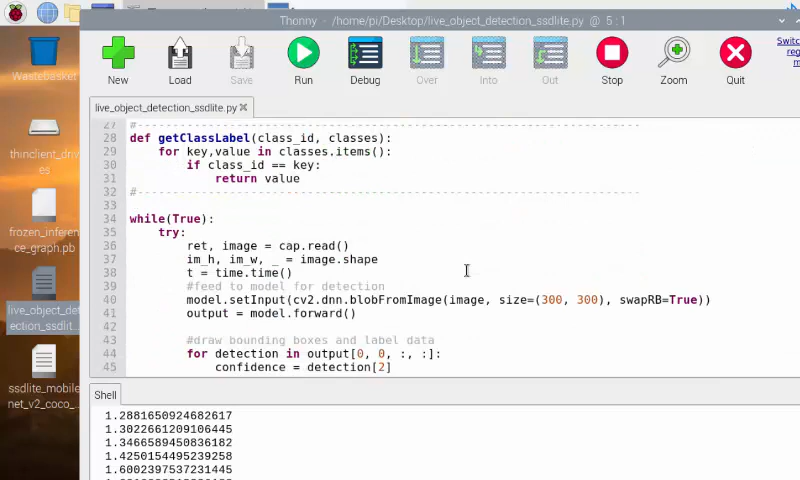 Thonny - /home/pi/Desktop/live_object_detection_ssdlite.py @ 5 : 1
Wastebasket
thinclient_driv
es
frozen_inferen
ce_graph.pb
live_object_det
ection_ssdlit...
ssdlite_mobile
net_v2_coco_...
New Load Save Run Debug Over Into Out Stop Zoom Quit
Switc
reg
m
live_object_detection_ssdlite.py
27 #----------------------------------------------------------------------
28 def getClassLabel(class_id, classes):
29 for key,value in classes.items():
30 if class_id == key:
31 return value
32 #----------------------------------------------------------------------
33
34 while(True):
35 try:
36 ret, image = cap.read()
37 im_h, im_w, _ = image.shape
38 t = time.time()
39 #feed to model for detection
40 model.setInput(cv2.dnn.blobFromImage(image, size=(300, 300), swapRB=True))
41 output = model.forward()
42
43 #draw bounding boxes and label data
44 for detection in output[0, 0, :, :]:
45 confidence = detection[2]
Shell
1.2881650924682617
1.3022661209106445
1.3466589450836182
1.4250154495239258
1.6002397537231445